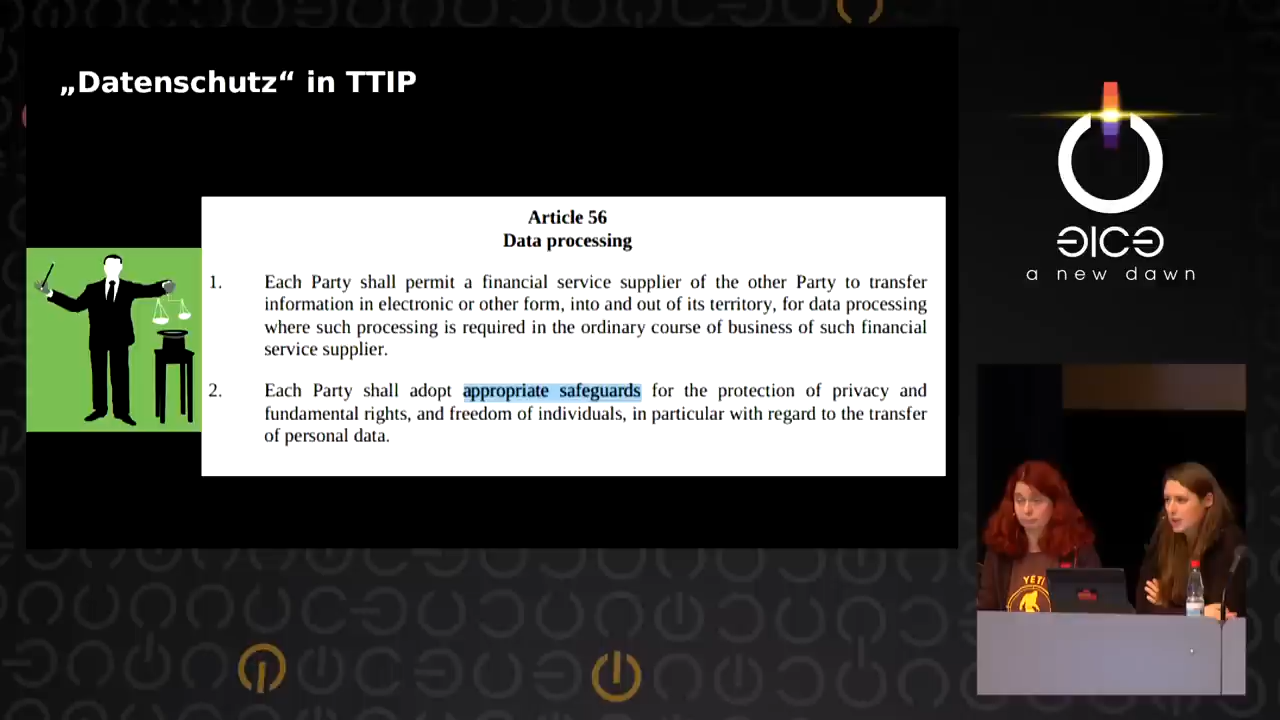 „Datenschutz“ in TTIP
Article 56
Data processing
1. Each Party shall permit a financial service supplier of the other Party to transfer
information in electronic or other form, into and out of its territory, for data processing
where such processing is required in the ordinary course of business of such financial
service supplier.
2. Each Party shall adopt appropriate safeguards for the protection of privacy and
fundamental rights, and freedom of individuals, in particular with regard to the transfer
of personal data.
a new dawn
YETI